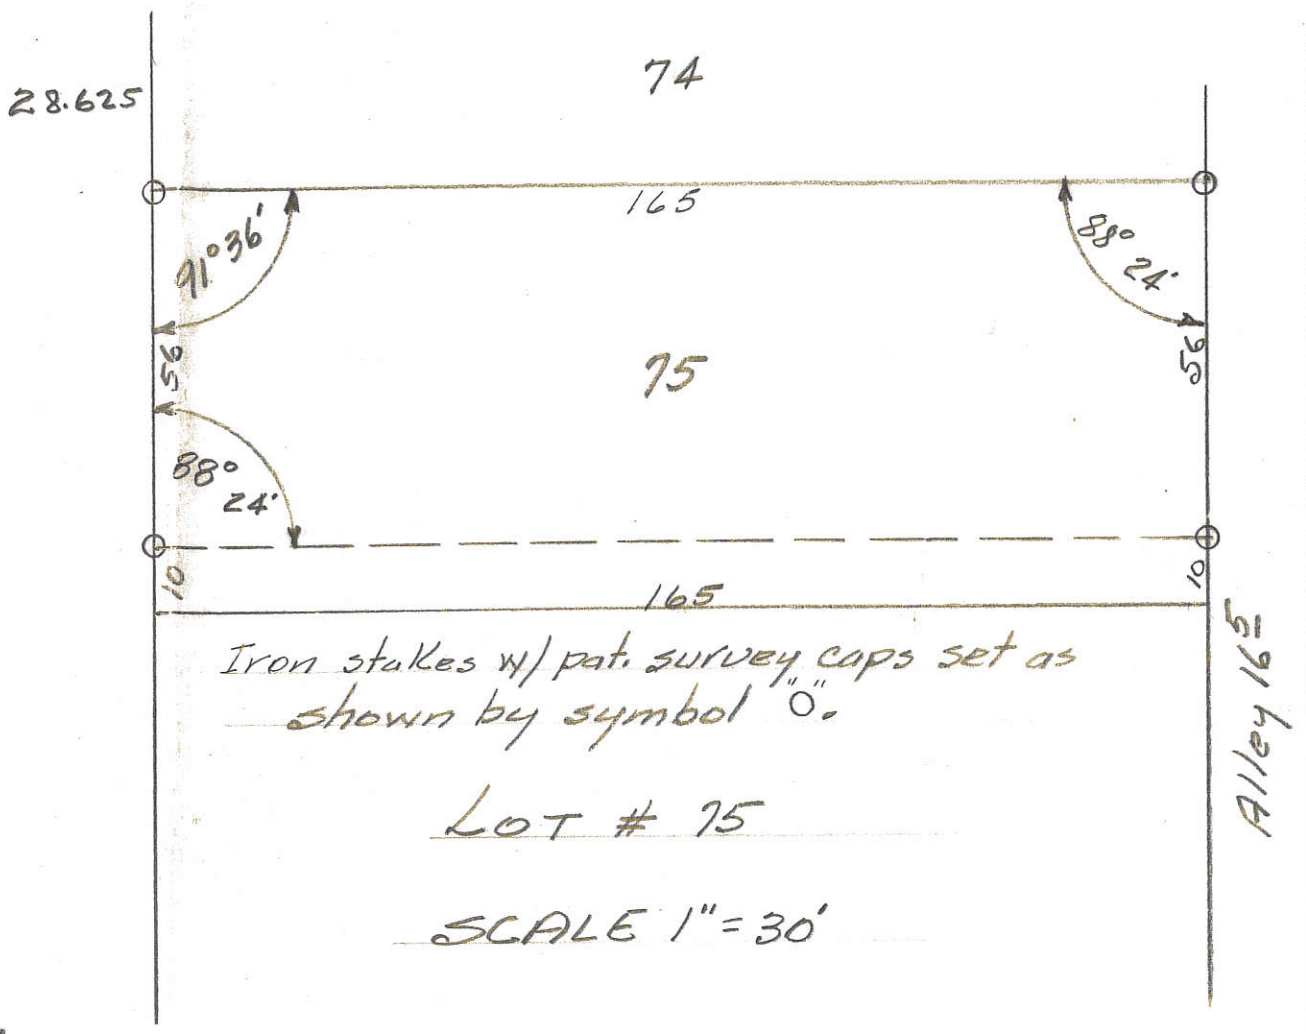 74
28.625
165
91°36'
88°
24'
56
56
75
88°
24'
10
10
165
Iron stakes w/ pat. survey caps set as
shown by symbol "O".
Alley 16 5
LOT # 75
SCALE 1"=30'